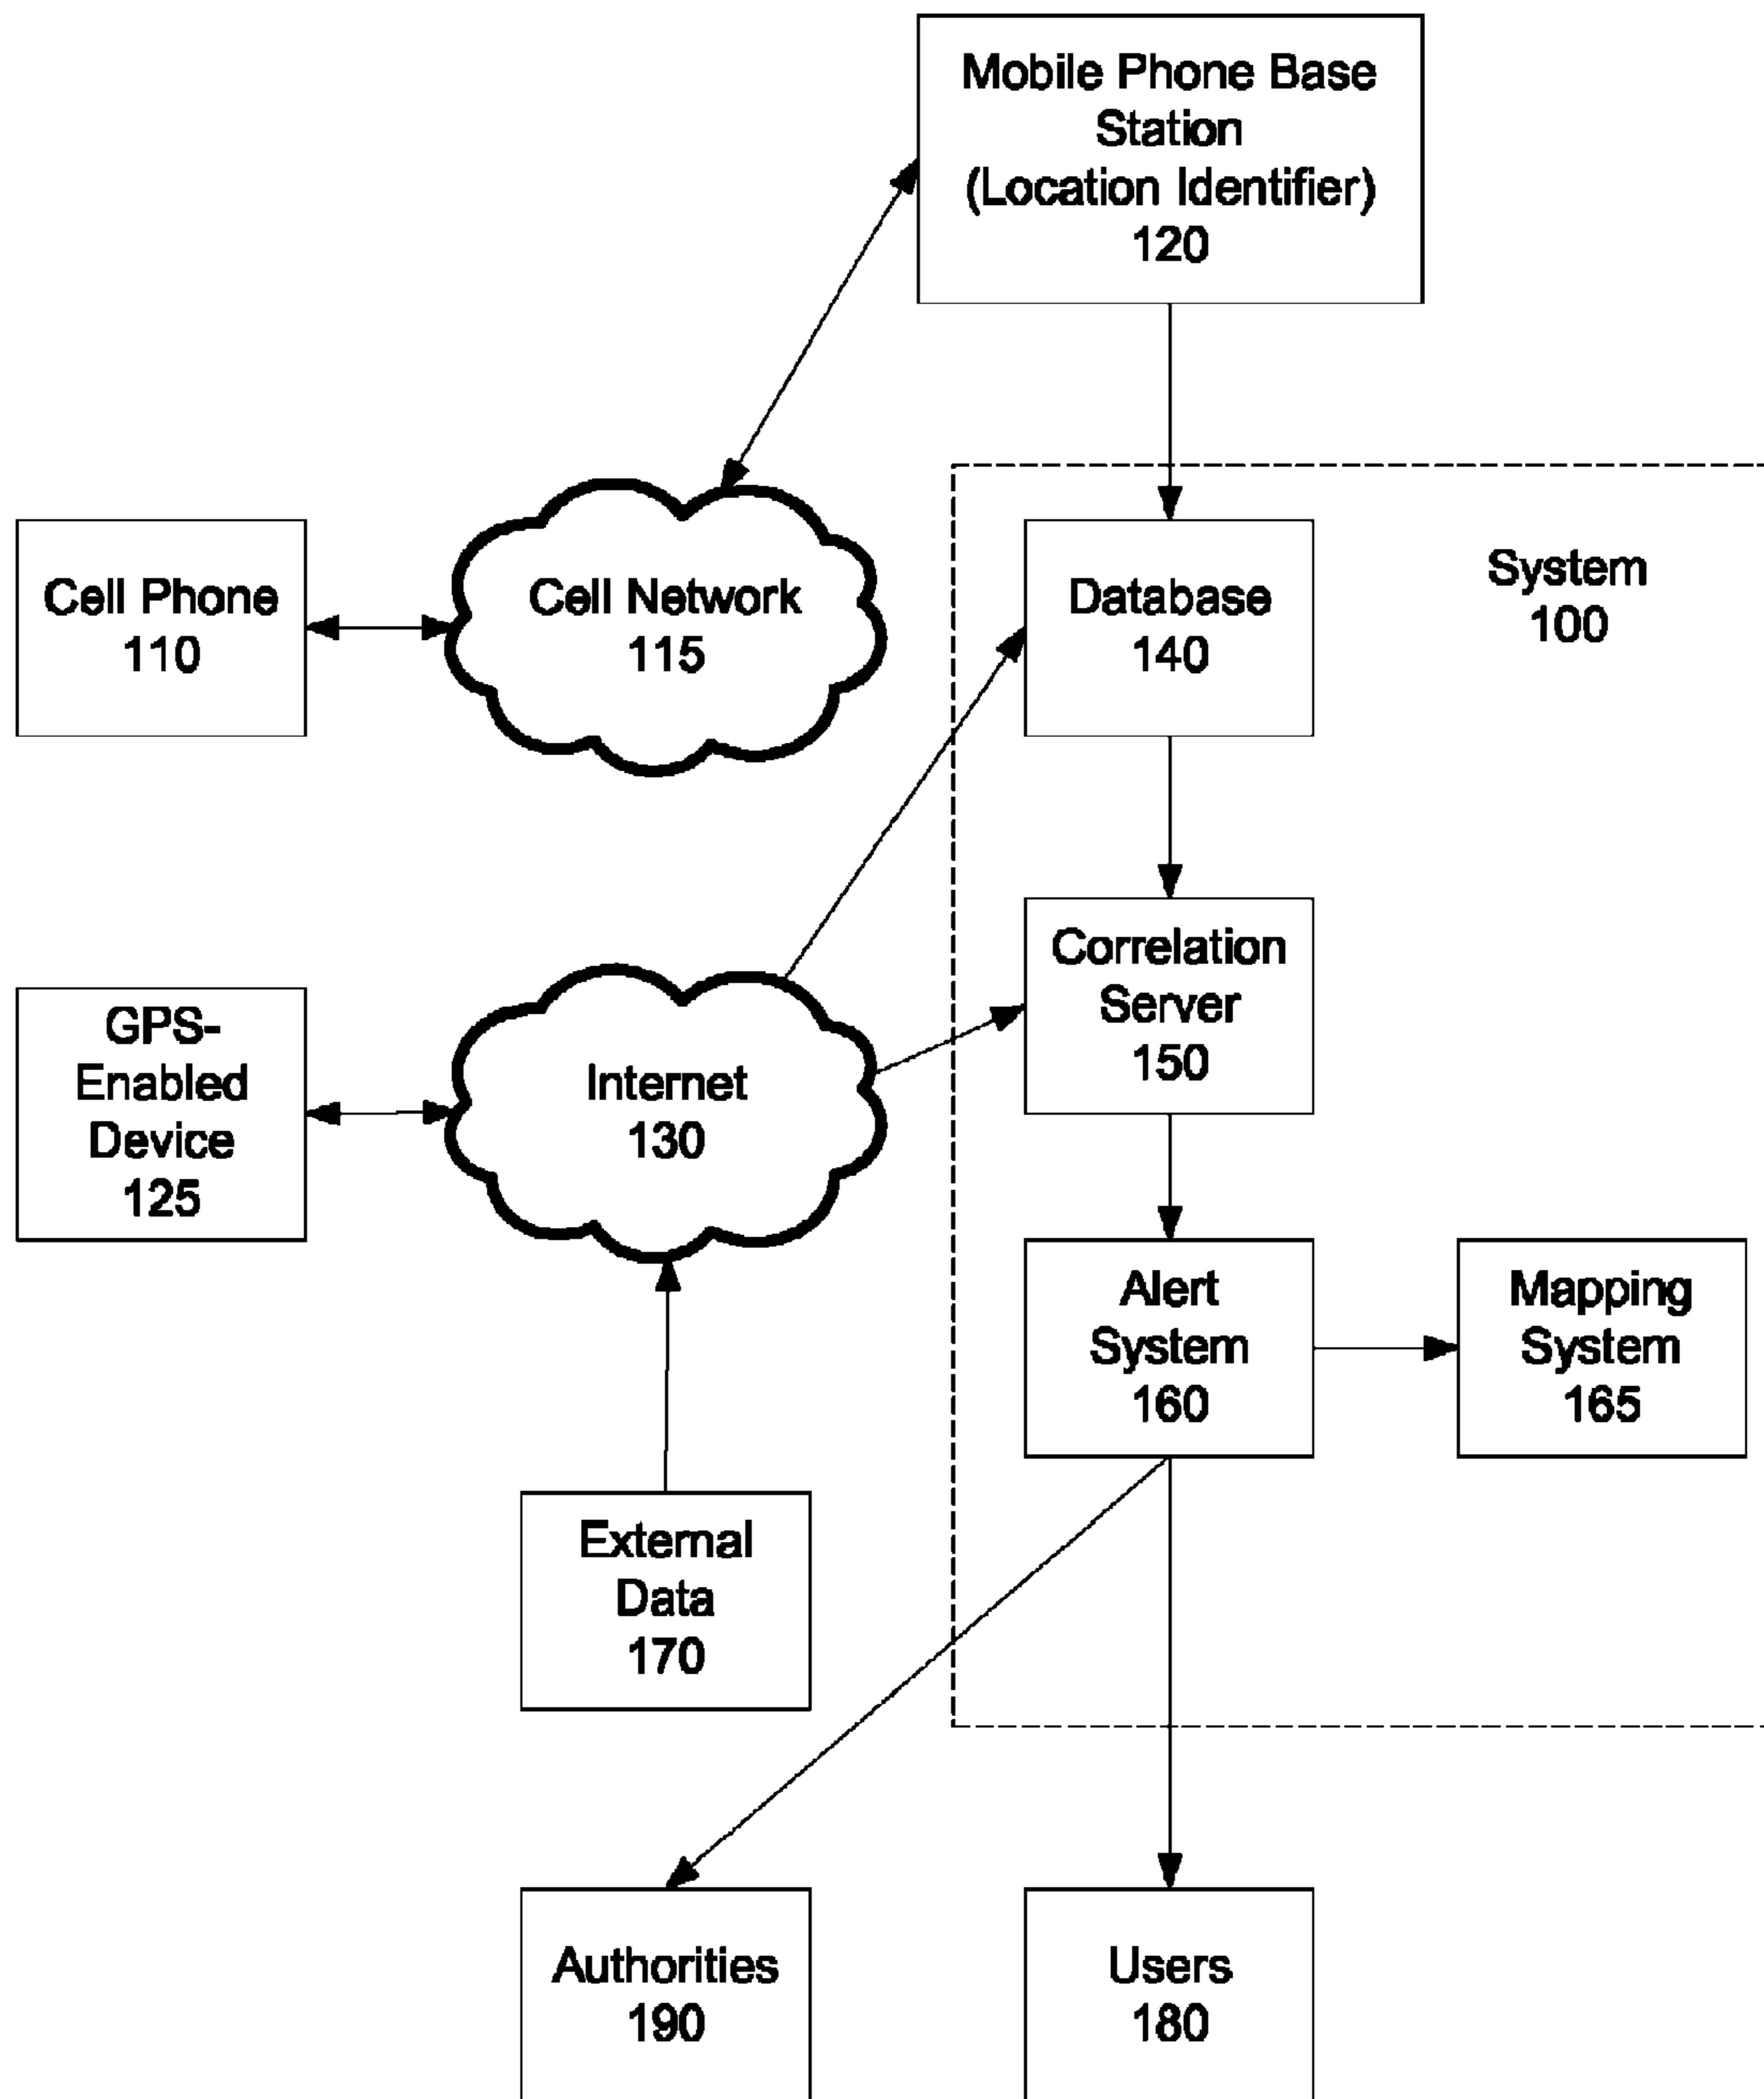 Mobile Phone Base
Station
(Location Identifier)
120
Cell Phone
110
Cell Network
115
Database
140
System
100
GPS-
Enabled
Device
125
Internet
130
Correlation
Server
150
Alert
System
160
Mapping
System
165
External
Data
170
Authorities
190
Users
180